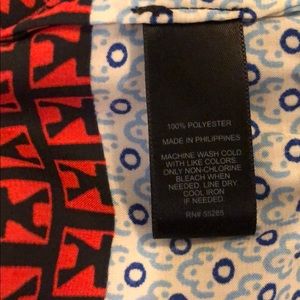 100% POLYESTER
MADE IN PHILIPPINES
MACHINE WASH COLD
WITH LIKE COLORS.
ONLY NON-CHLORINE
BLEACH WHEN
NEEDED. LINE DRY
COOL IRON
IF NEEDED.
RN# 55285